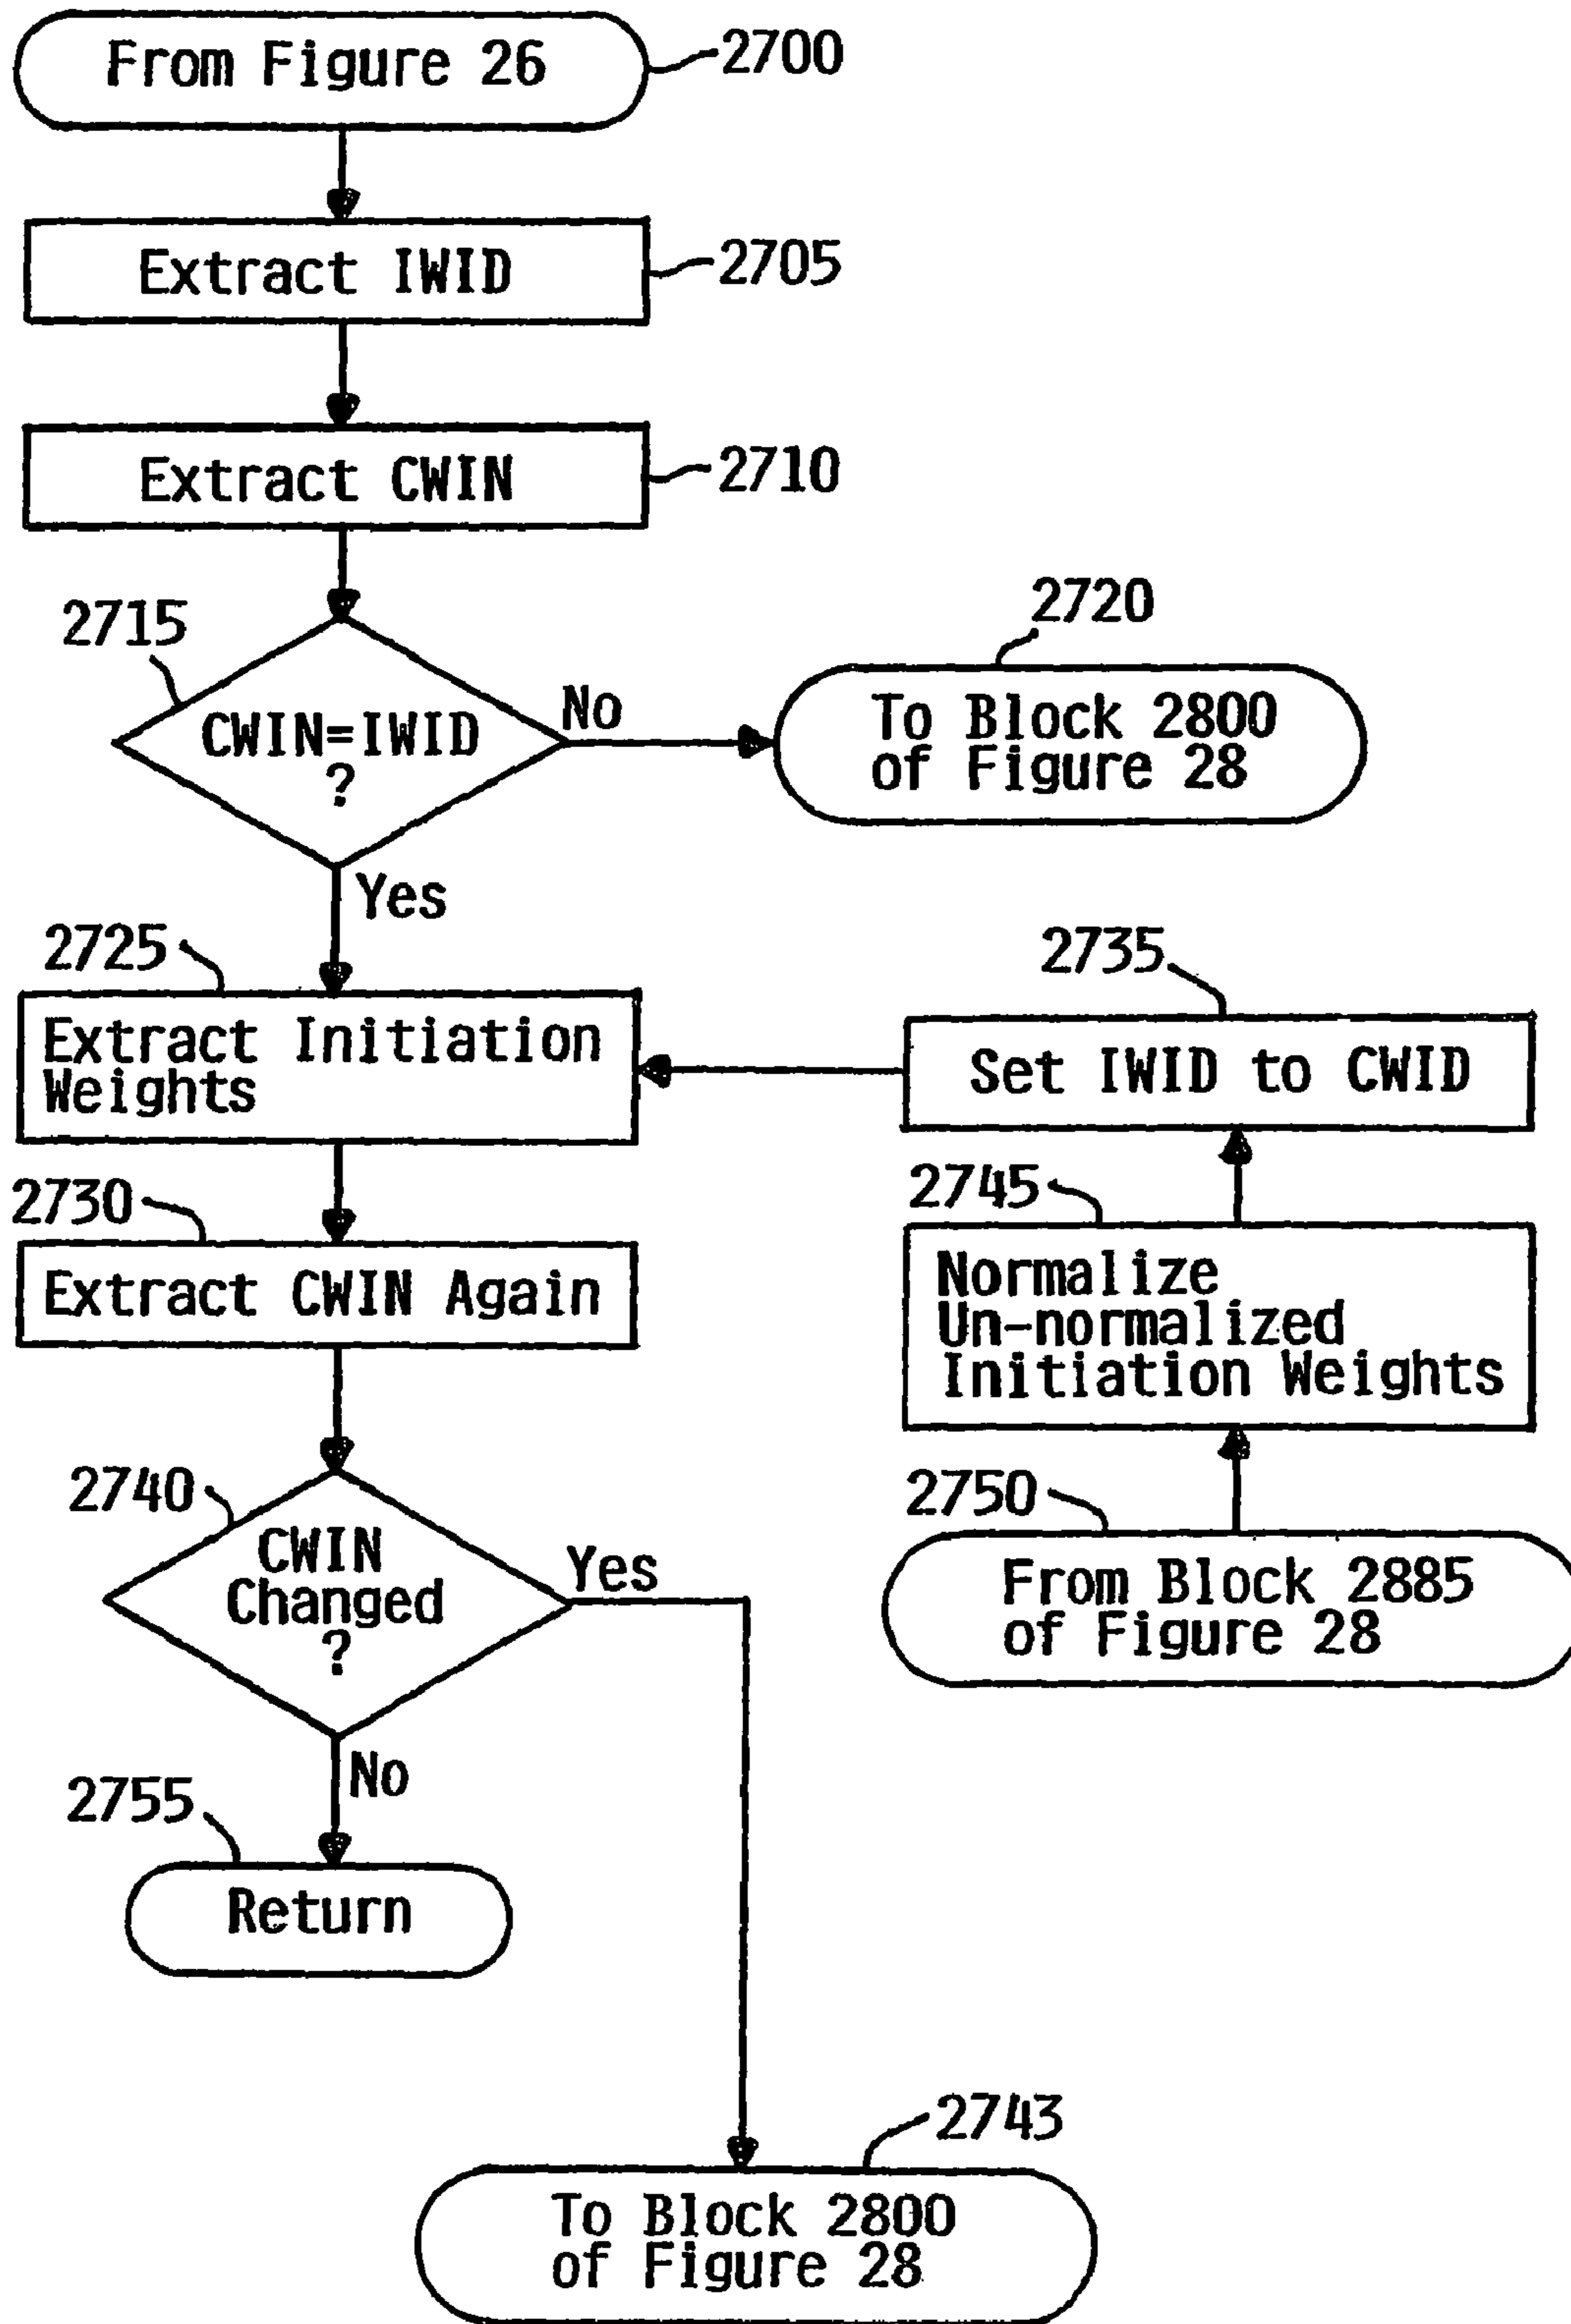 From Figure 26
2700
Extract IWID
2705
Extract CWIN
2710
2715
CWIN=IWID
?
No
2720
To Block 2800
of Figure 28
Yes
2725
Extract Initiation
Weights
2735
Set IWID to CWID
2730
Extract CWIN Again
2745
Normalize
Un-normalized
Initiation Weights
2740
CWIN
Changed
?
Yes
2750
From Block 2885
of Figure 28
No
2755
Return
2743
To Block 2800
of Figure 28